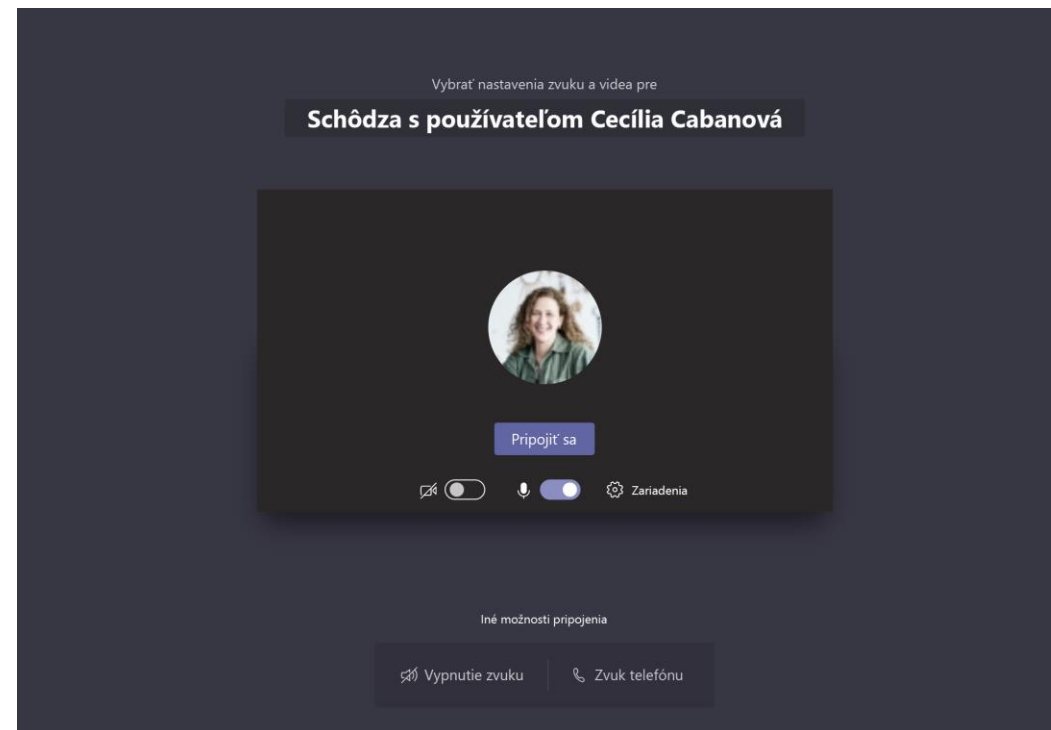 Vybrať nastavenia zvuku a videa pre
Schôdza s používateľom Cecília Cabanová
Pripojiť sa
Zariadenia
Iné možnosti pripojenia
Vypnutie zvuku
Zvuk telefónu